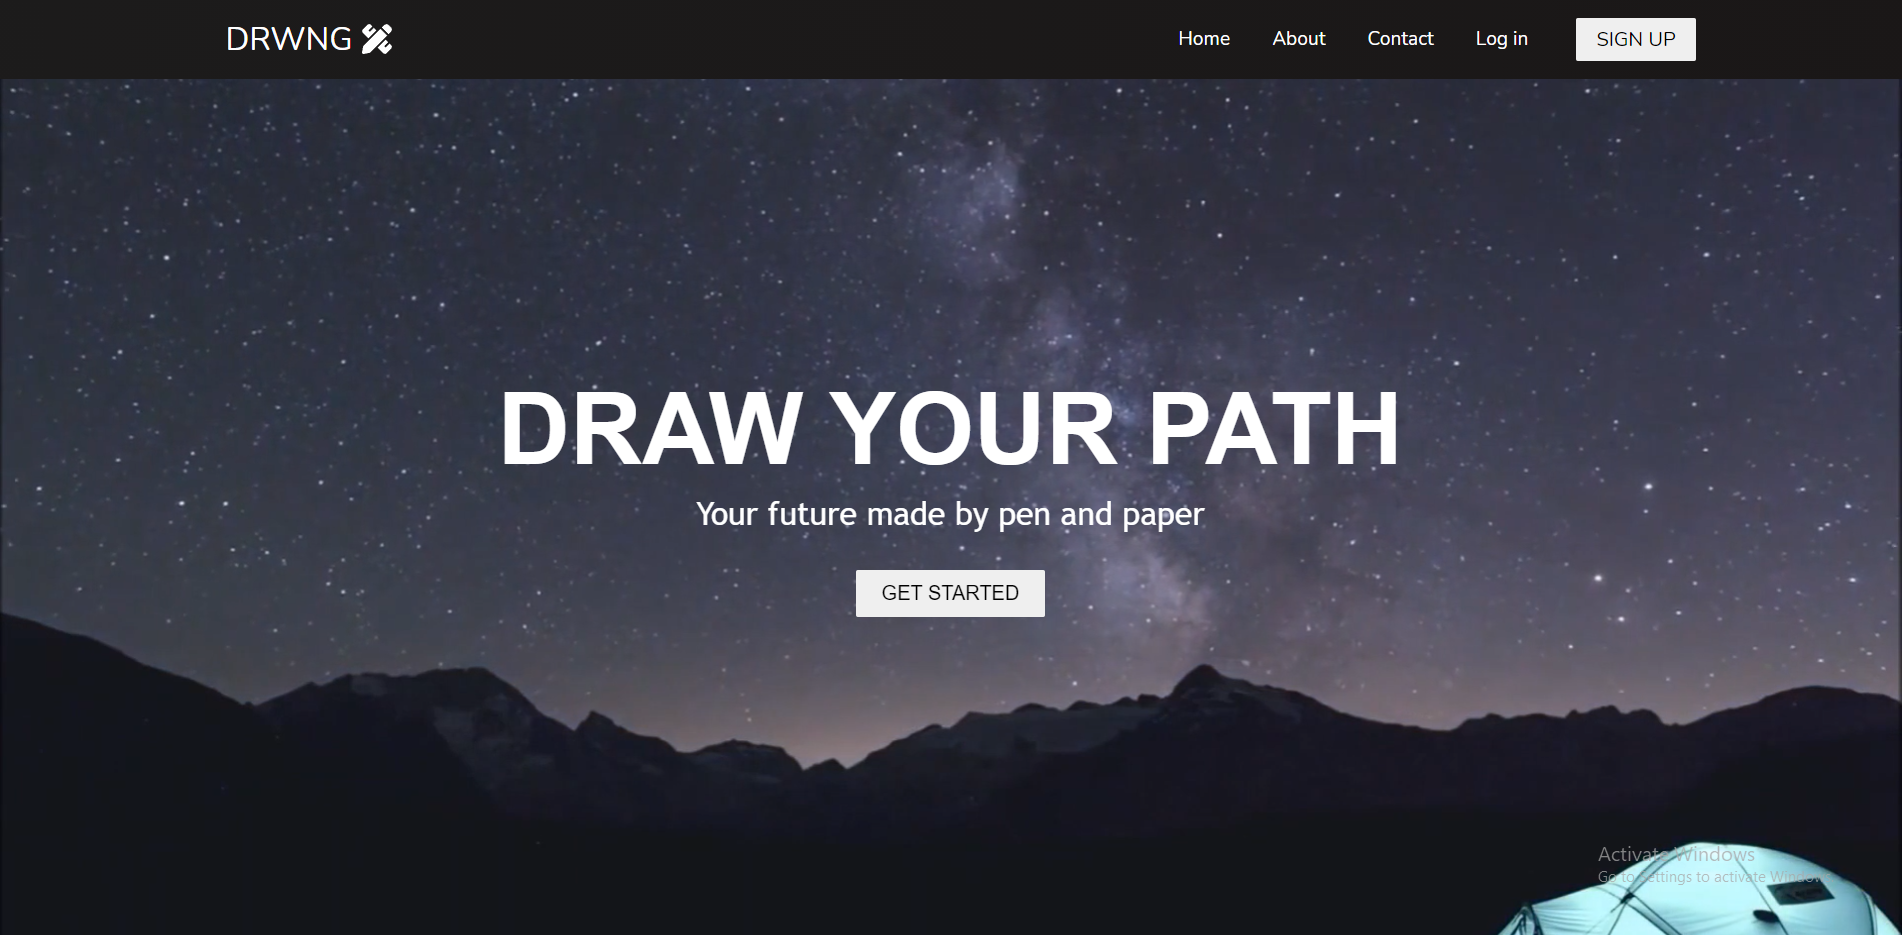 DRWNG
Home
About
Contact
Log in
SIGN UP
DRAW YOUR PATH
Your future made by pen and paper
GET STARTED
Activate Windows
Go to Settings to activate Windows.